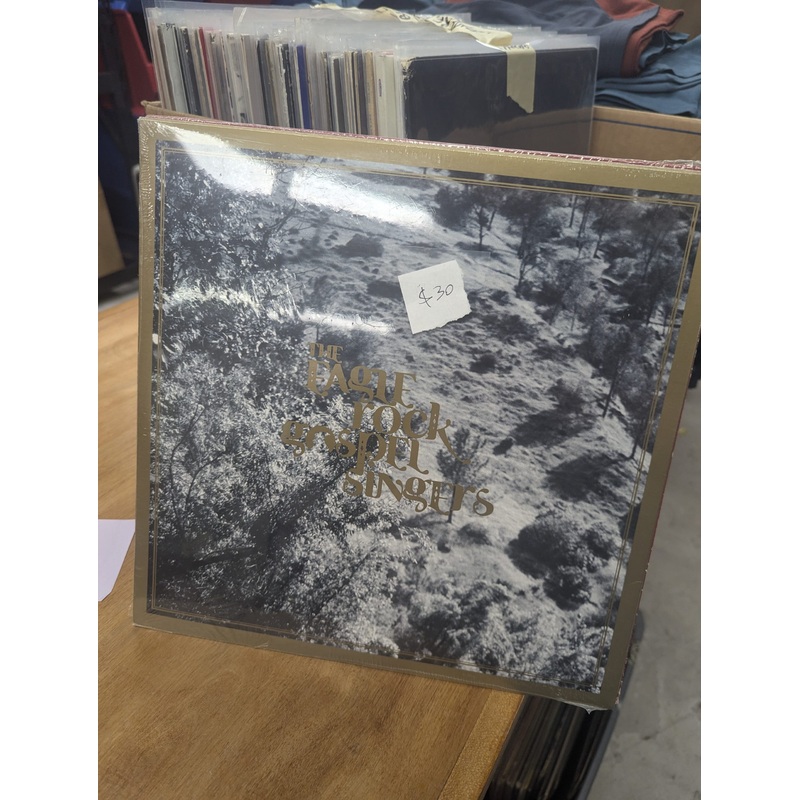 $30
THE
EAGLE
rock
gospel
SINGERS